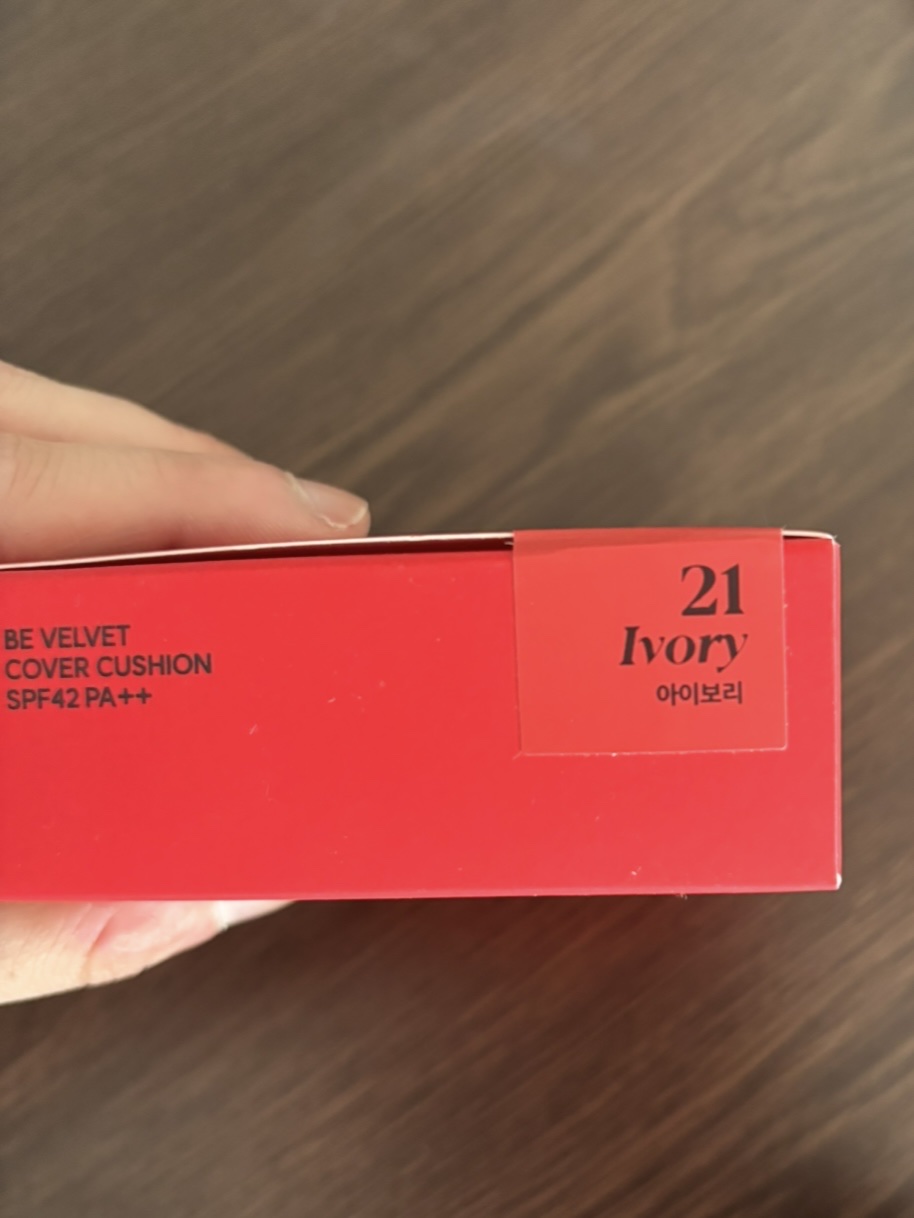 BE VELVET
COVER CUSHION
SPF42 PA++
21
Ivory
아이보리